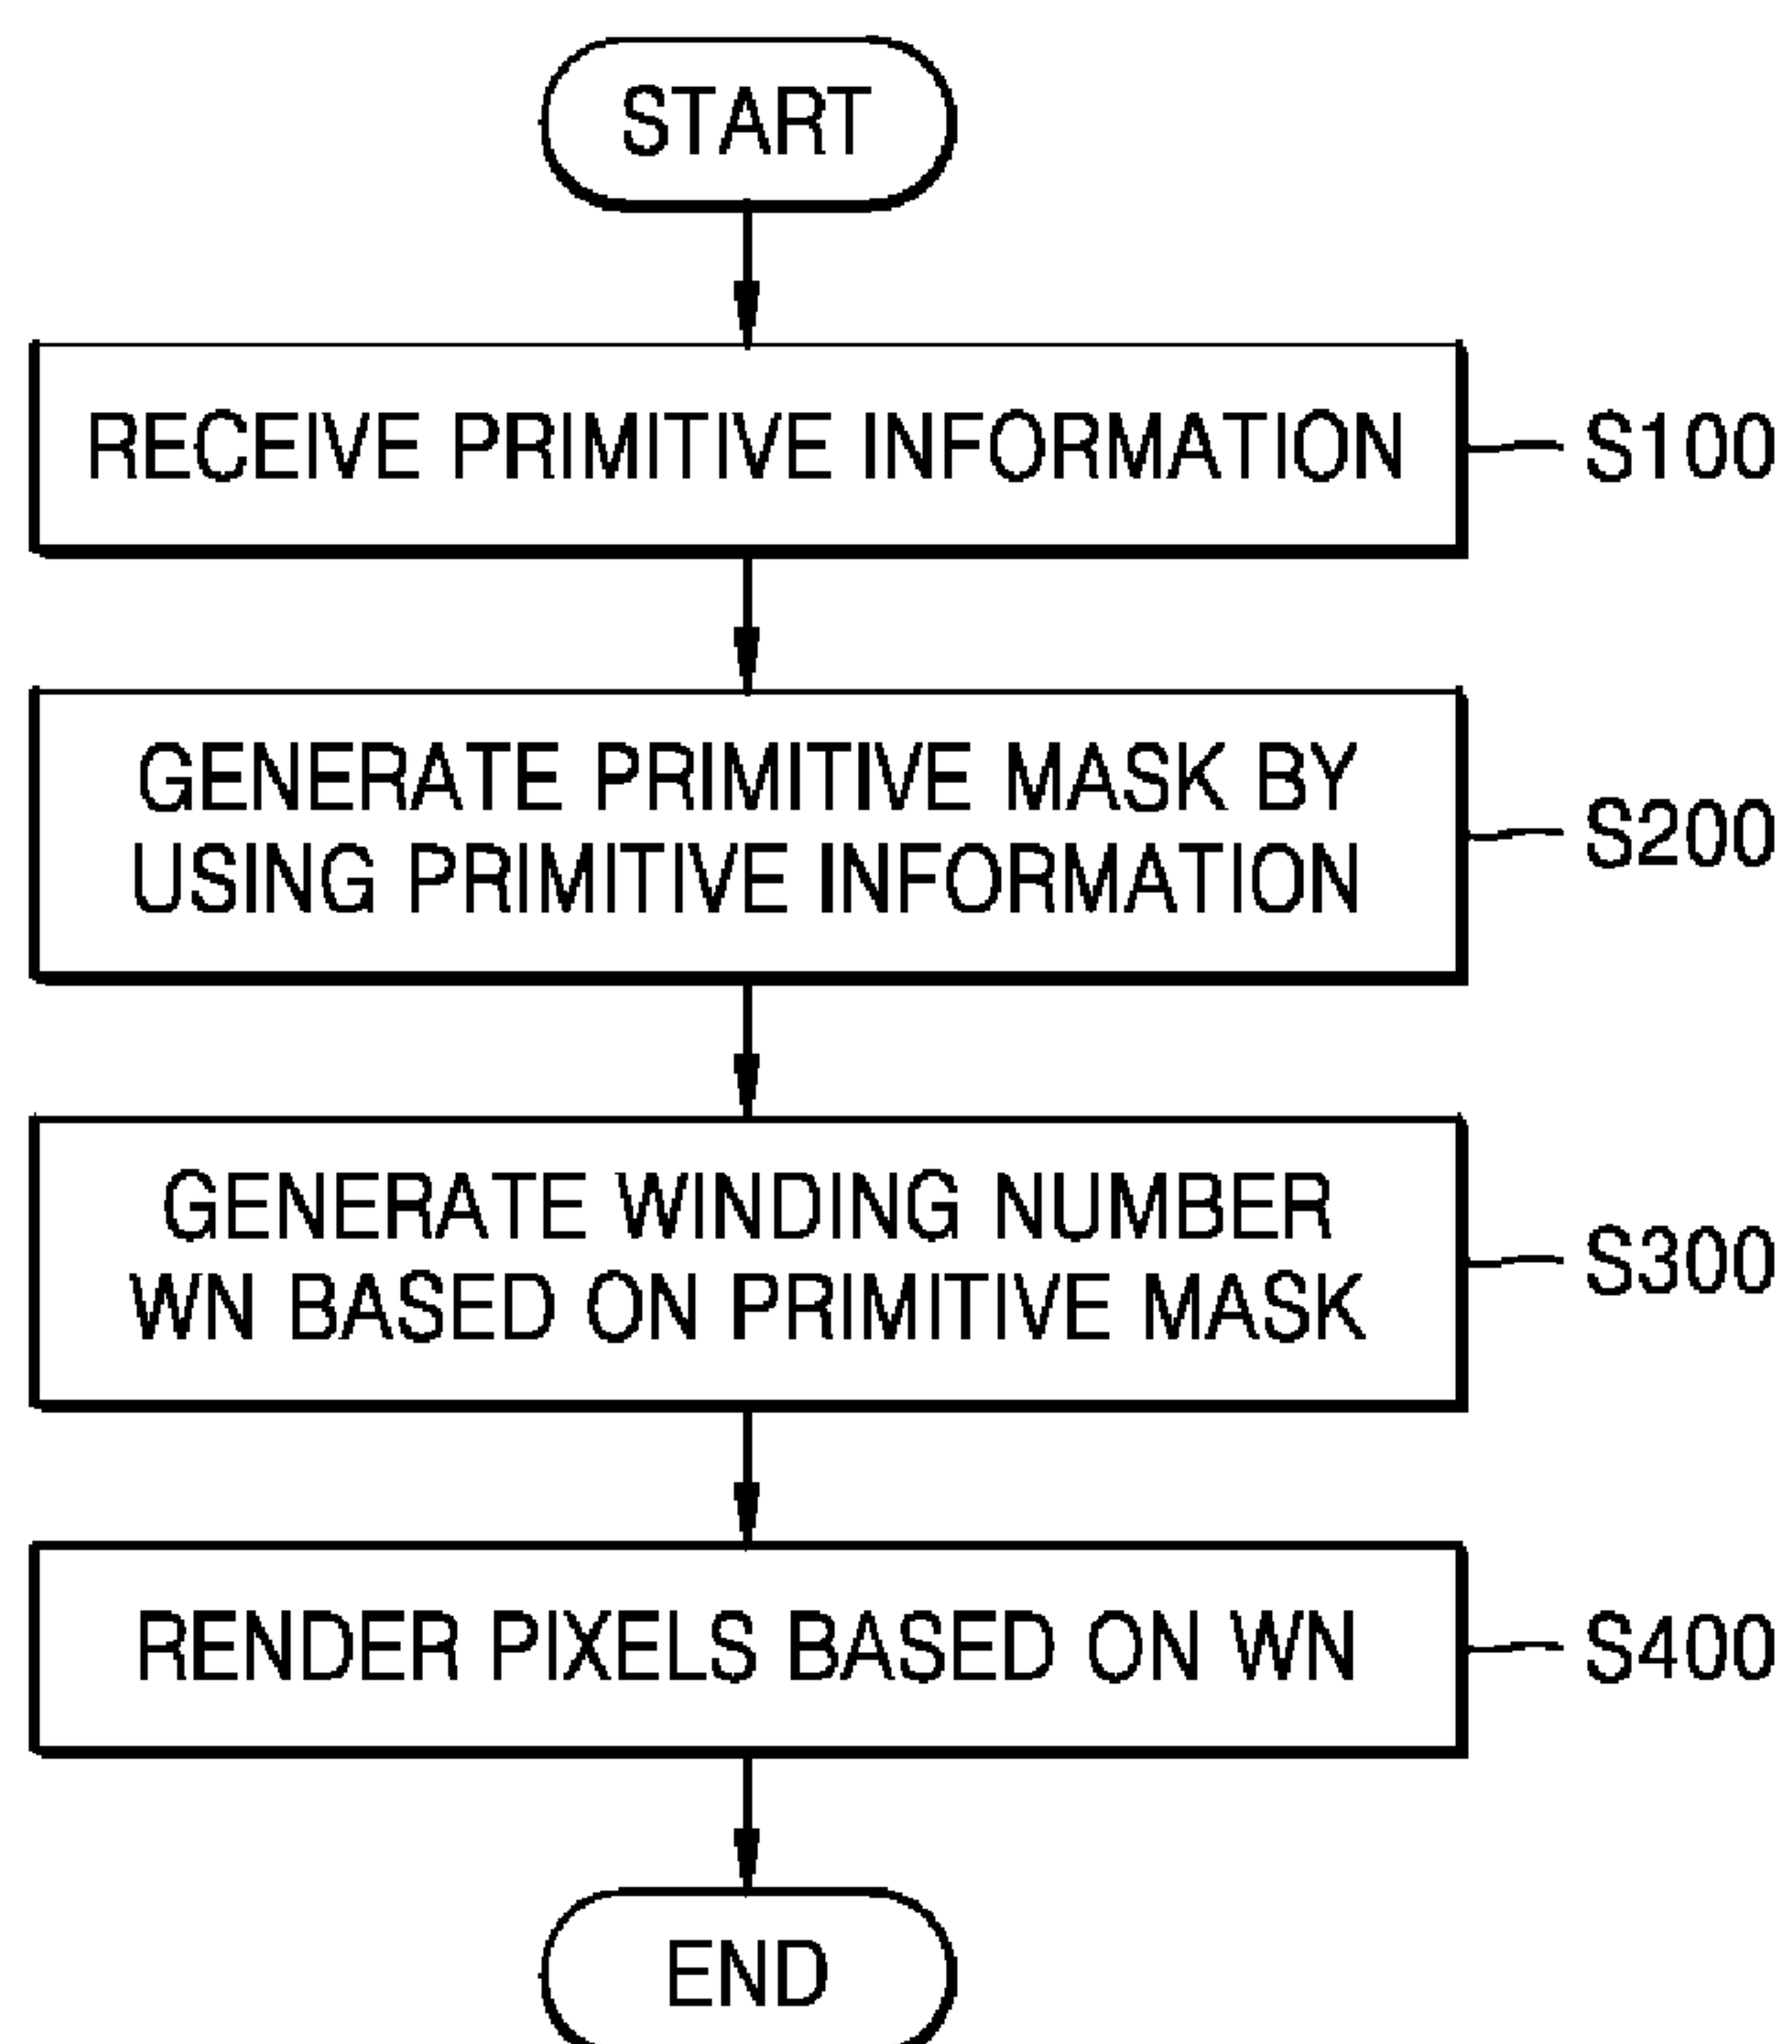 START
RECEIVE PRIMITIVE INFORMATION
S100
GENERATE PRIMITIVE MASK BY
USING PRIMITIVE INFORMATION
S200
GENERATE WINDING NUMBER
WN BASED ON PRIMITIVE MASK
S300
RENDER PIXELS BASED ON WN
S400
END